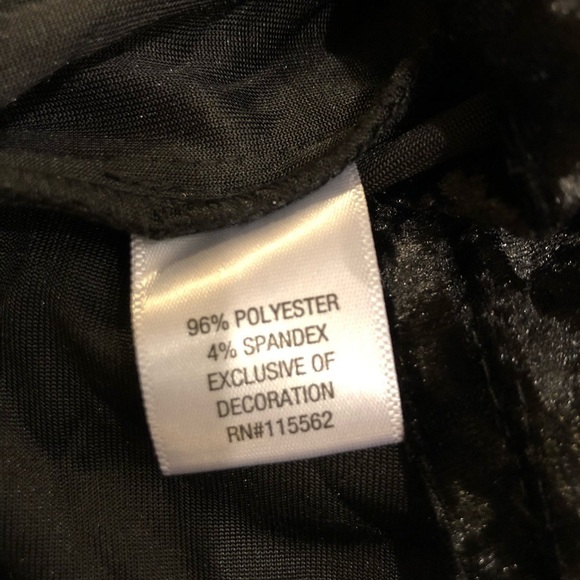 96% POLYESTER
4% SPANDEX
EXCLUSIVE OF
DECORATION
RN#115562